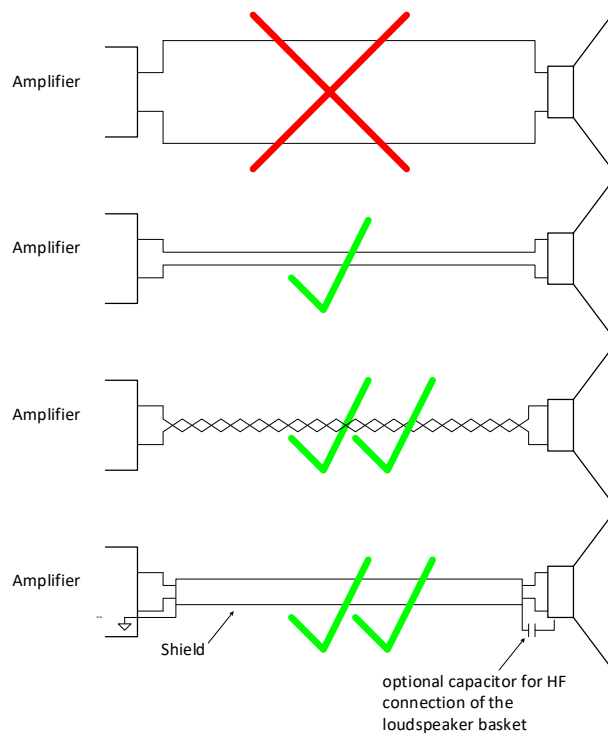 Amplifier
Amplifier
Amplifier
Amplifier
Shield
optional capacitor for HF
connection of the
loudspeaker basket